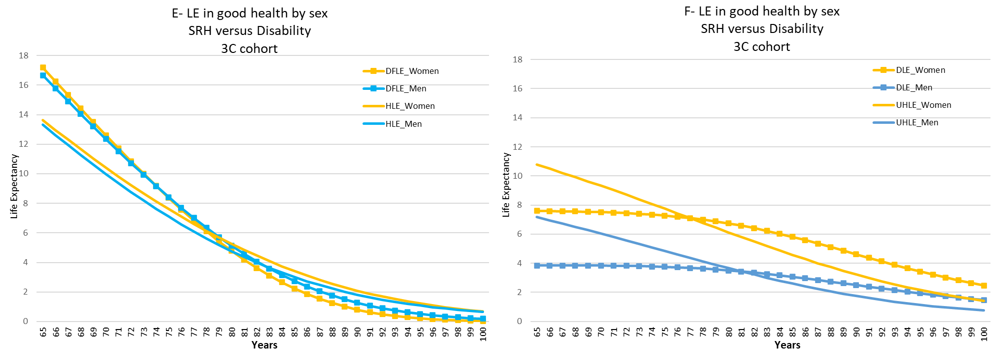 E- LE in good health by sex
SRH versus Disability
3C cohort
18
16
14
12
10
8
6
4
2
0
Life Expectancy
DFLE_Women
DFLE_Men
HLE_Women
HLE_Men
65 66 67 68 69 70 71 72 73 74 75 76 77 78 79 80 81 82 83 84 85 86 87 88 89 90 91 92 93 94 95 96 97 98 99 100
Years
F- LE in good health by sex
SRH versus Disability
3C cohort
18
16
14
12
10
8
6
4
2
0
Life Expectancy
DLE_Women
DLE_Men
UHLE_Women
UHLE_Men
65 66 67 68 69 70 71 72 73 74 75 76 77 78 79 80 81 82 83 84 85 86 87 88 89 90 91 92 93 94 95 96 97 98 99 100
Years